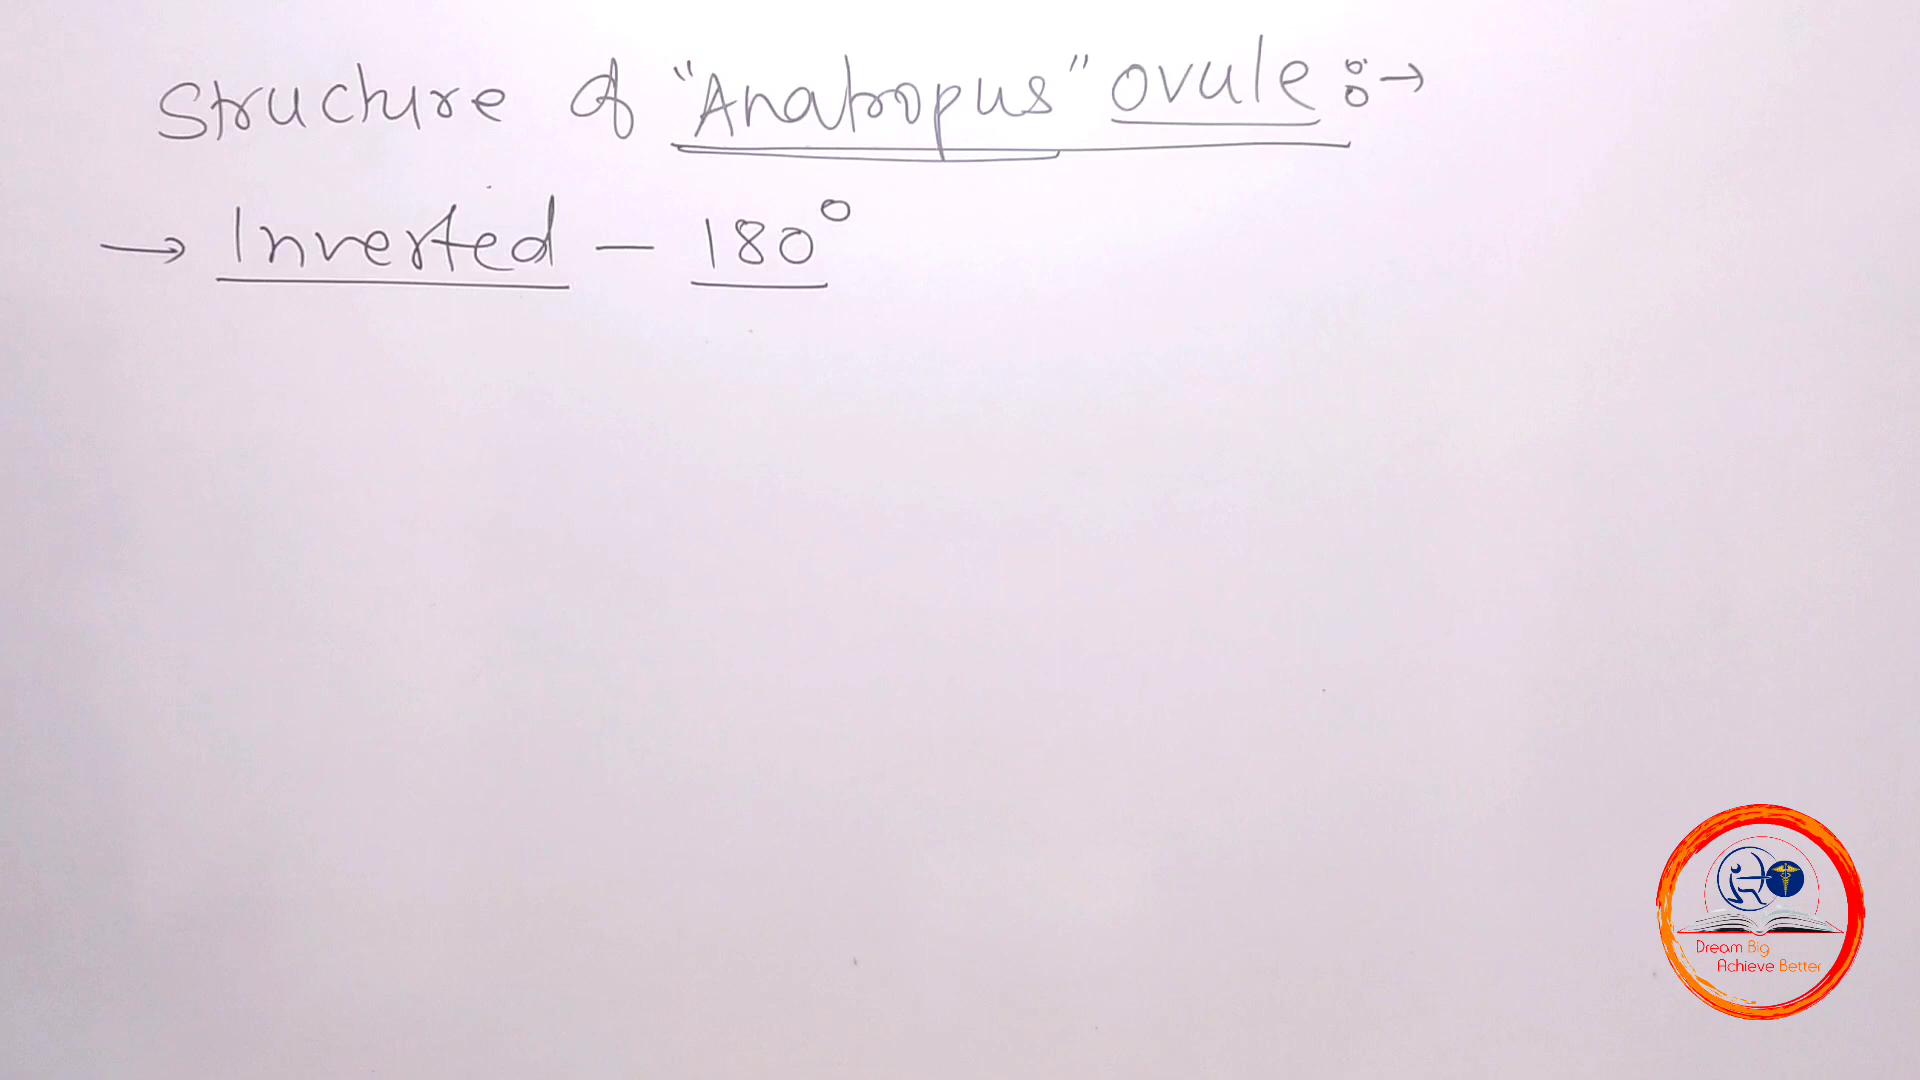 Structure of "Anatropus" ovule :→
→ Inverted - 180°
Dream Big
Achieve Better